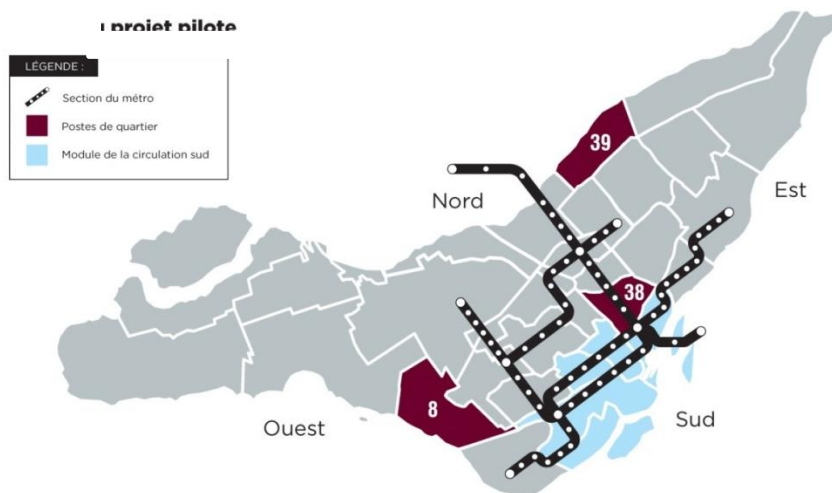 projet pilote
LÉGENDE :
Section du métro
Postes de quartier
Module de la circulation sud
39
Nord
Est
38
8
Ouest
Sud